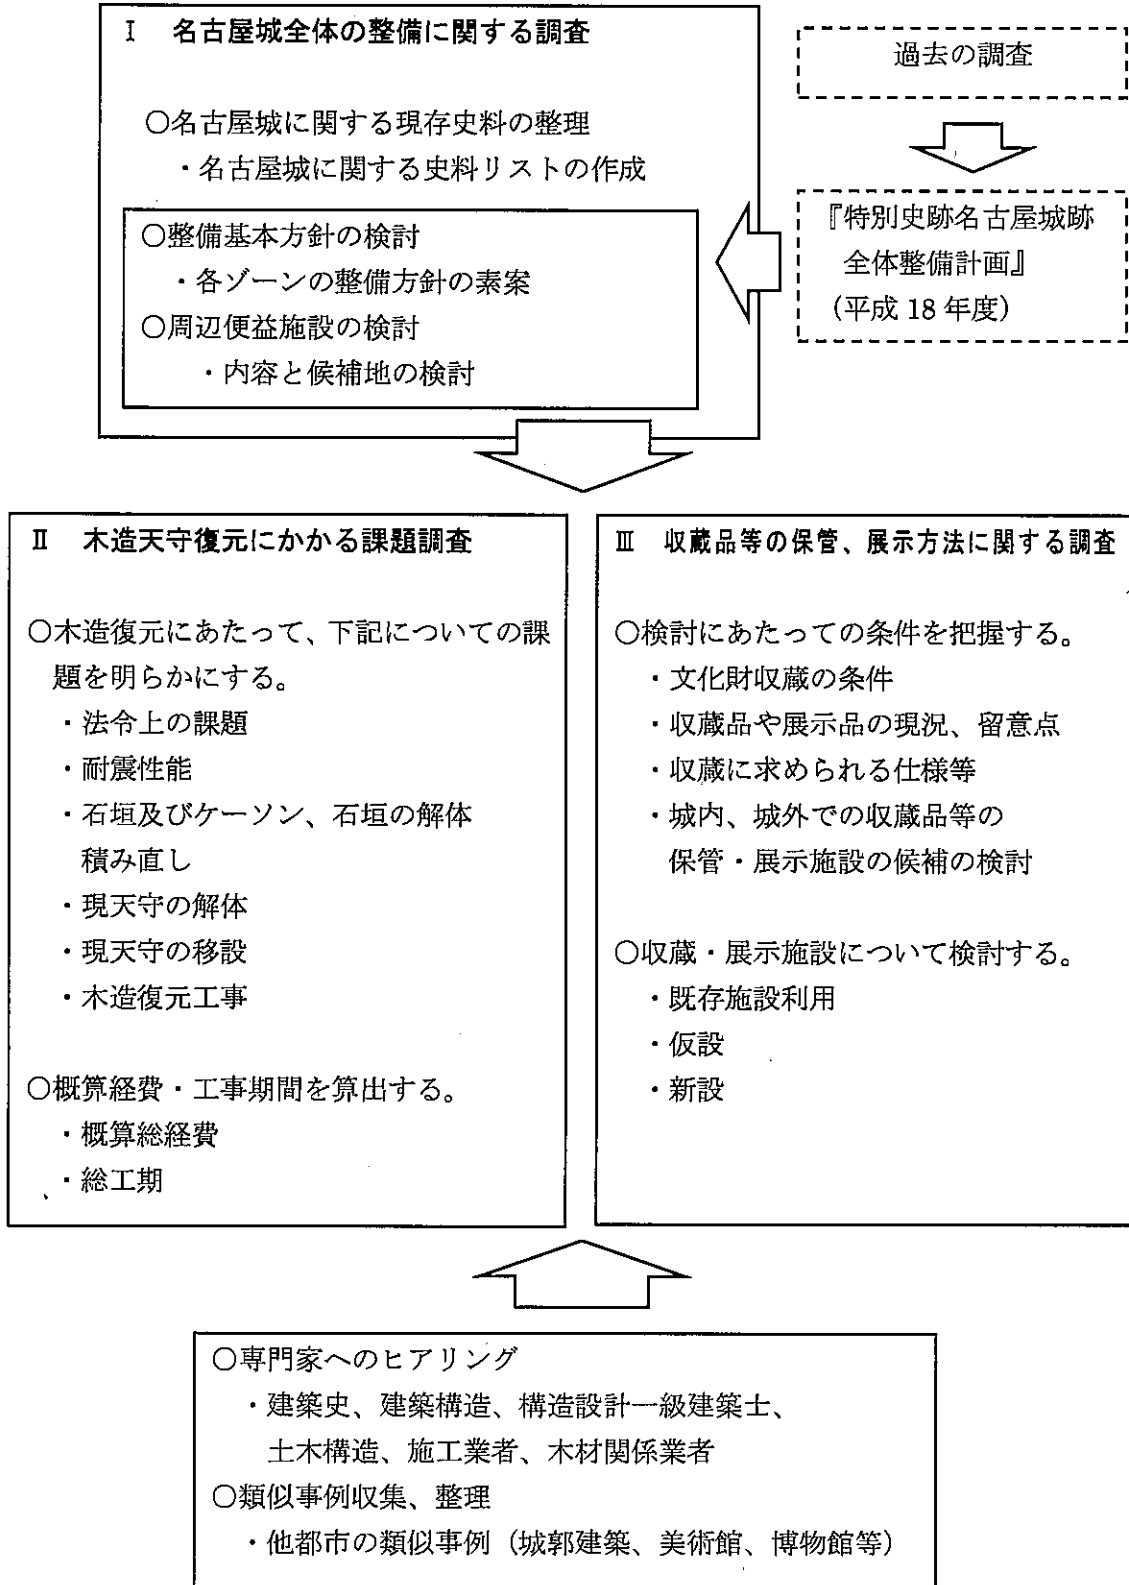 Ⅰ 名古屋城全体の整備に関する調査
○名古屋城に関する現存史料の整理
・名古屋城に関する史料リストの作成
○整備基本方針の検討
・各ゾーンの整備方針の素案
○周辺便益施設の検討
・内容と候補地の検討
過去の調査
『特別史跡名古屋城跡
全体整備計画』
（平成 18 年度）
Ⅱ 木造天守復元にかかる課題調査
○木造復元にあたって、下記についての課
題を明らかにする。
・法令上の課題
・耐震性能
・石垣及びケーソン、石垣の解体
積み直し
・現天守の解体
・現天守の移設
・木造復元工事
○概算経費・工事期間を算出する。
・概算総経費
・総工期
Ⅲ 収蔵品等の保管、展示方法に関する調査
○検討にあたっての条件を把握する。
・文化財収蔵の条件
・収蔵品や展示品の現況、留意点
・収蔵に求められる仕様等
・城内、城外での収蔵品等の
保管・展示施設の候補の検討
○収蔵・展示施設について検討する。
・既存施設利用
・仮設
・新設
○専門家へのヒアリング
・建築史、建築構造、構造設計一級建築士、
土木構造、施工業者、木材関係業者
○類似事例収集、整理
・他都市の類似事例（城郭建築、美術館、博物館等）